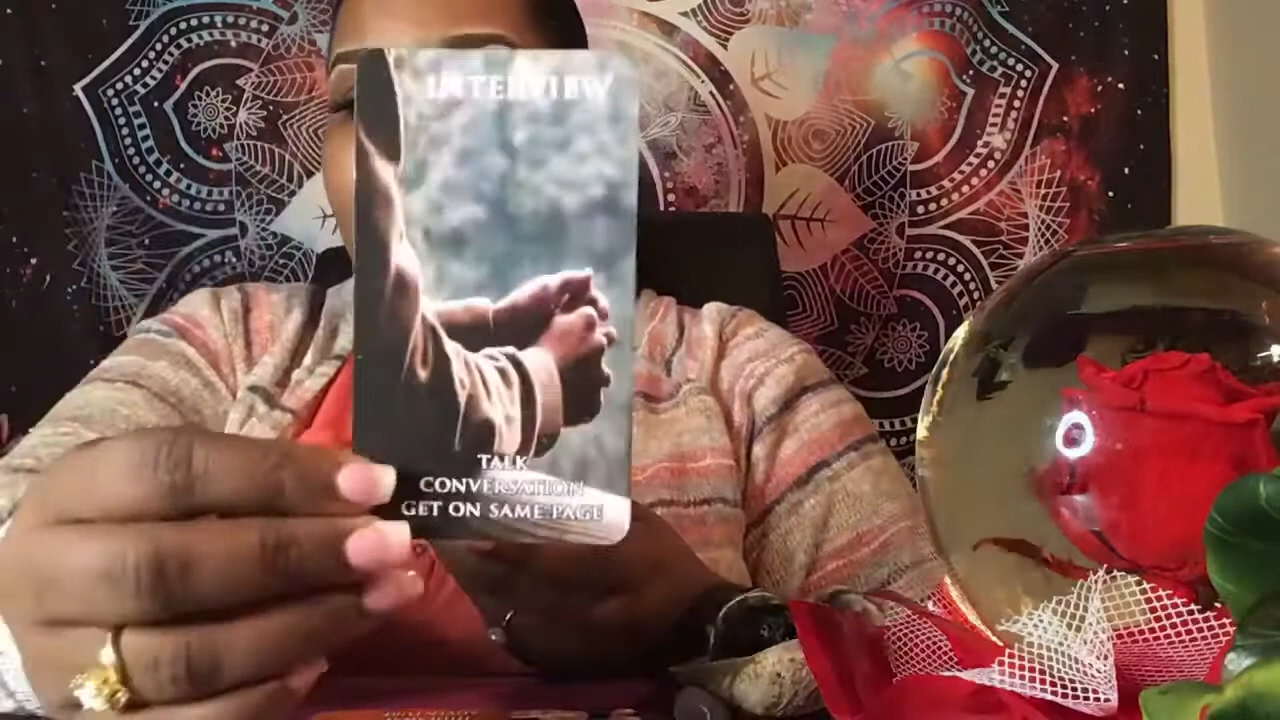 INTERVIEW
TALK
CONVERSATION
GET ON SAME PAGE